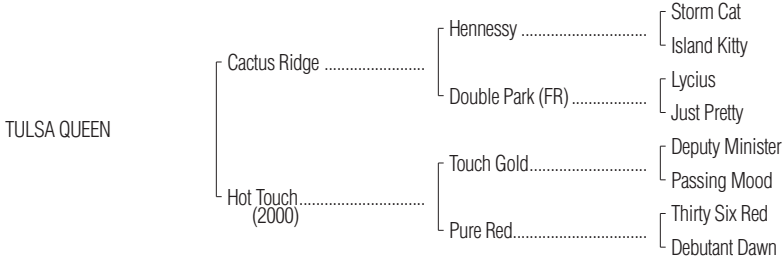 Storm Cat
Hennessy ..............................
Island Kitty
Cactus Ridge ........................
Lycius
Double Park (FR) ..................
Just Pretty
TULSA QUEEN
Deputy Minister
Touch Gold............................
Passing Mood
Hot Touch..............................
(2000)
Thirty Six Red
Pure Red................................
Debutant Dawn